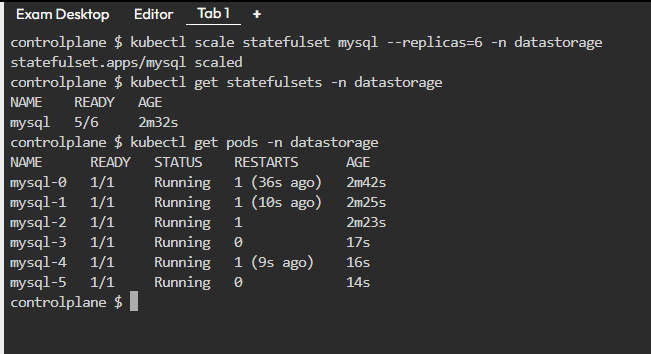 Exam Desktop Editor Tab 1 +
controlplane $ kubectl scale statefulset mysql --replicas=6 -n datastorage
statefulset.apps/mysql scaled
controlplane $ kubectl get statefulsets -n datastorage
NAME READY AGE
mysql 5/6 2m32s
controlplane $ kubectl get pods -n datastorage
NAME READY STATUS RESTARTS AGE
mysql-0 1/1 Running 1 (36s ago) 2m42s
mysql-1 1/1 Running 1 (10s ago) 2m25s
mysql-2 1/1 Running 1 2m23s
mysql-3 1/1 Running 0 17s
mysql-4 1/1 Running 1 (9s ago) 16s
mysql-5 1/1 Running 0 14s
controlplane $